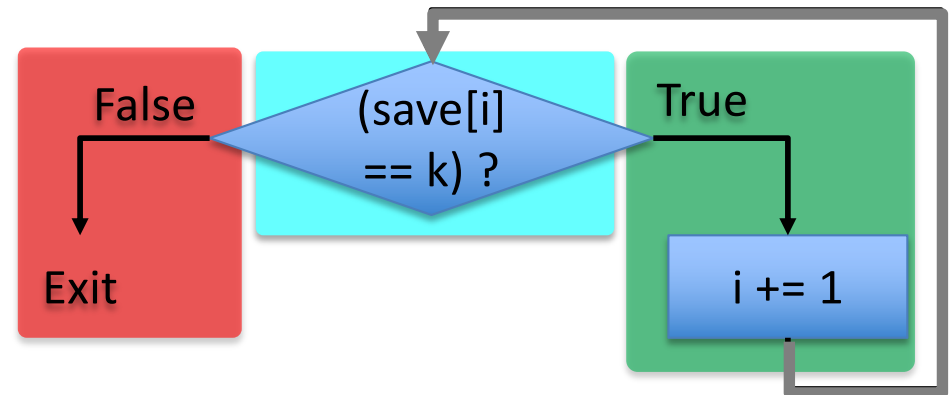 False
(save[i]
== k) ?
True
Exit
i += 1